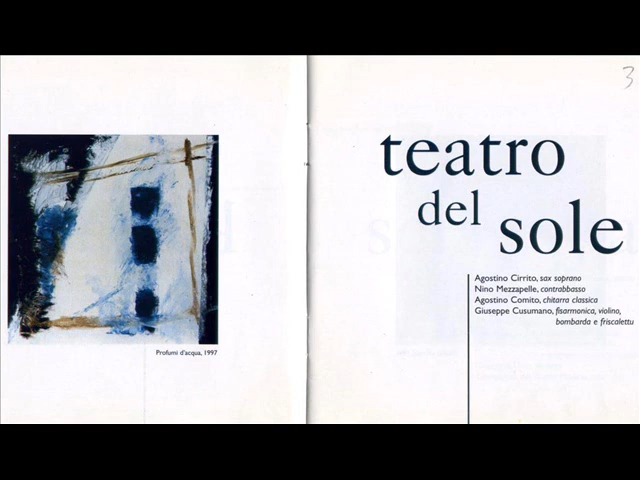 Profumi d'acqua, 1997
3
teatro
del
sole
Agostino Cirrito, sax soprano
Nino Mezzapelle, contrabbasso
Agostino Comito, chitarra classica
Giuseppe Cusumano, fisarmonica, violino,
bombarda e friscalettu